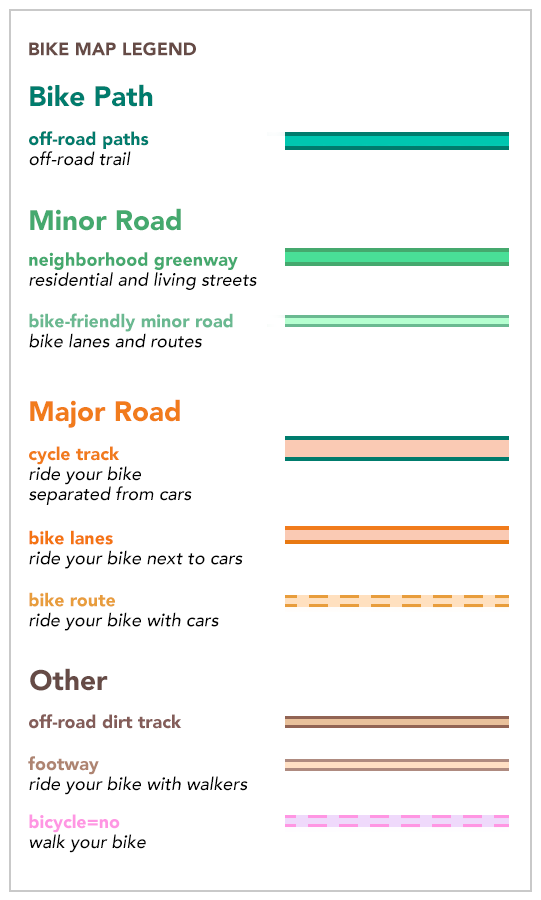 BIKE MAP LEGEND
Bike Path
off-road paths
off-road trail
Minor Road
neighborhood greenway
residential and living streets
bike-friendly minor road
bike lanes and routes
Major Road
cycle track
ride your bike
separated from cars
bike lanes
ride your bike next to cars
bike route
ride your bike with cars
Other
off-road dirt track
footway
ride your bike with walkers
bicycle=no
walk your bike